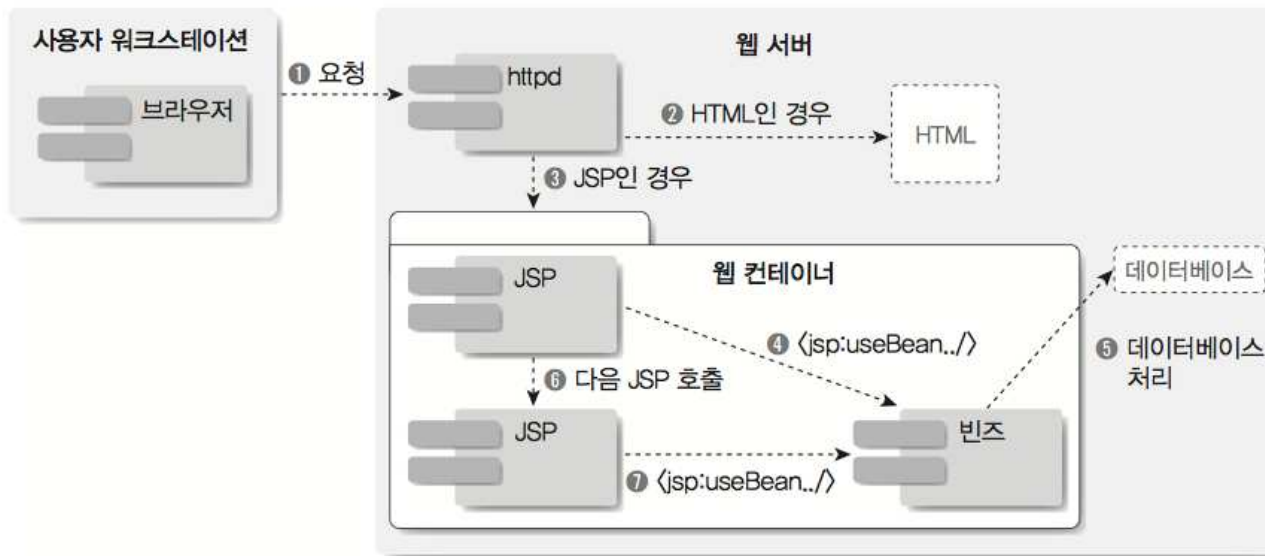 사용자 워크스테이션
브라우저
❶ 요청
웹 서버
httpd
❷ HTML인 경우
HTML
❸ JSP인 경우
웹 컨테이너
JSP
❹ 〈jsp:useBean../〉
데이터베이스
❺ 데이터베이스
처리
❻ 다음 JSP 호출
JSP
❼ 〈jsp:useBean../〉
빈즈